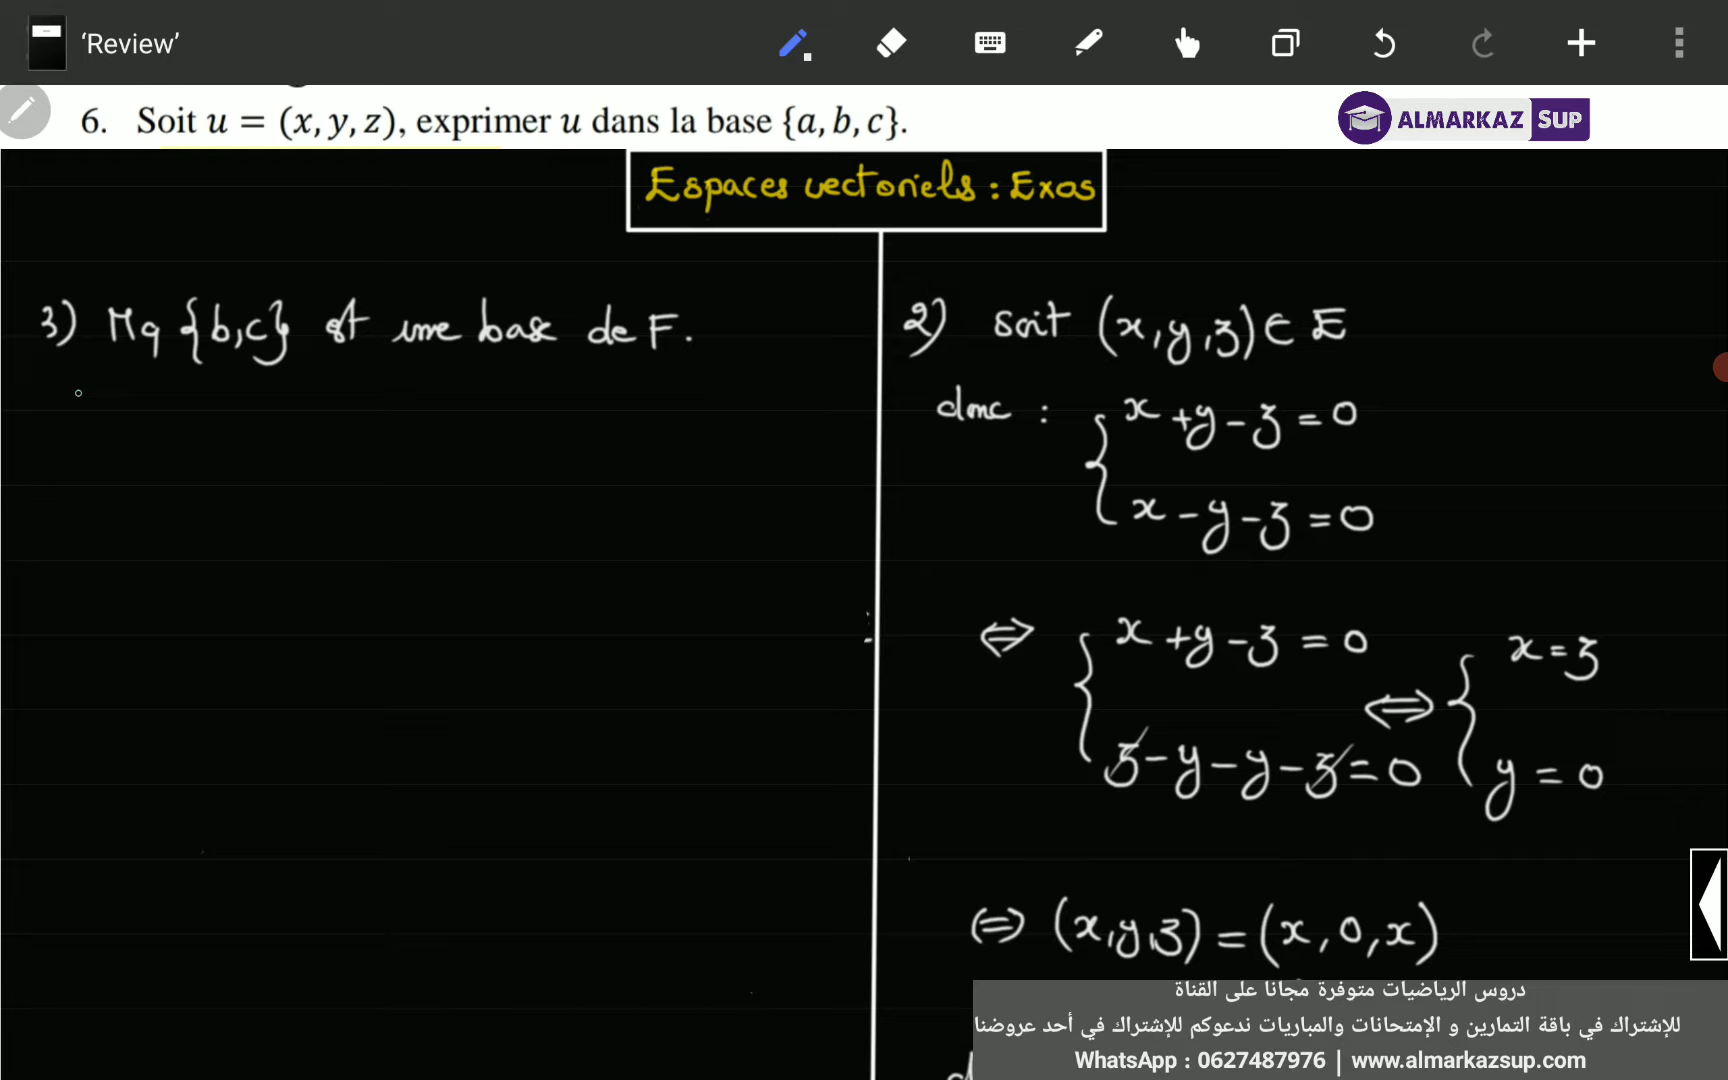 ‘Review’
6. Soit u = (x, y, z), exprimer u dans la base {a, b, c}.
ALMARKAZ SUP
Espaces vectoriels : Exos
3) Mq {b,c} est une base de F.
2) soit (x,y,z) ∈ E
donc : { x + y - z = 0
x - y - z = 0
⇔ { x + y - z = 0
z - y - y - z = 0
⇔ { x = z
y = 0
⇔ (x,y,z) = (x,0,x)
دروس الرياضيات متوفرة مجانا على القناة
للإشتراك في باقة التمارين و الإمتحانات والمباريات ندعوكم للإشتراك في أحد عروضنا
WhatsApp : 0627487976 | www.almarkazsup.com